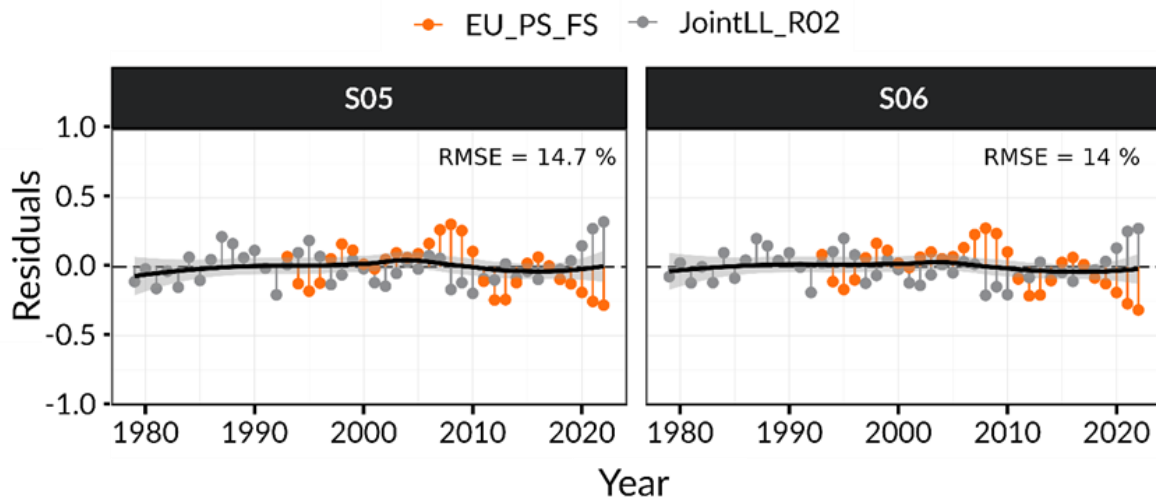 EU_PS_FS JointLL_R02
S05 S06
RMSE = 14.7 % RMSE = 14 %
Residuals
1.0
0.5
0.0
-0.5
-1.0
1980 1990 2000 2010 2020 1980 1990 2000 2010 2020
Year